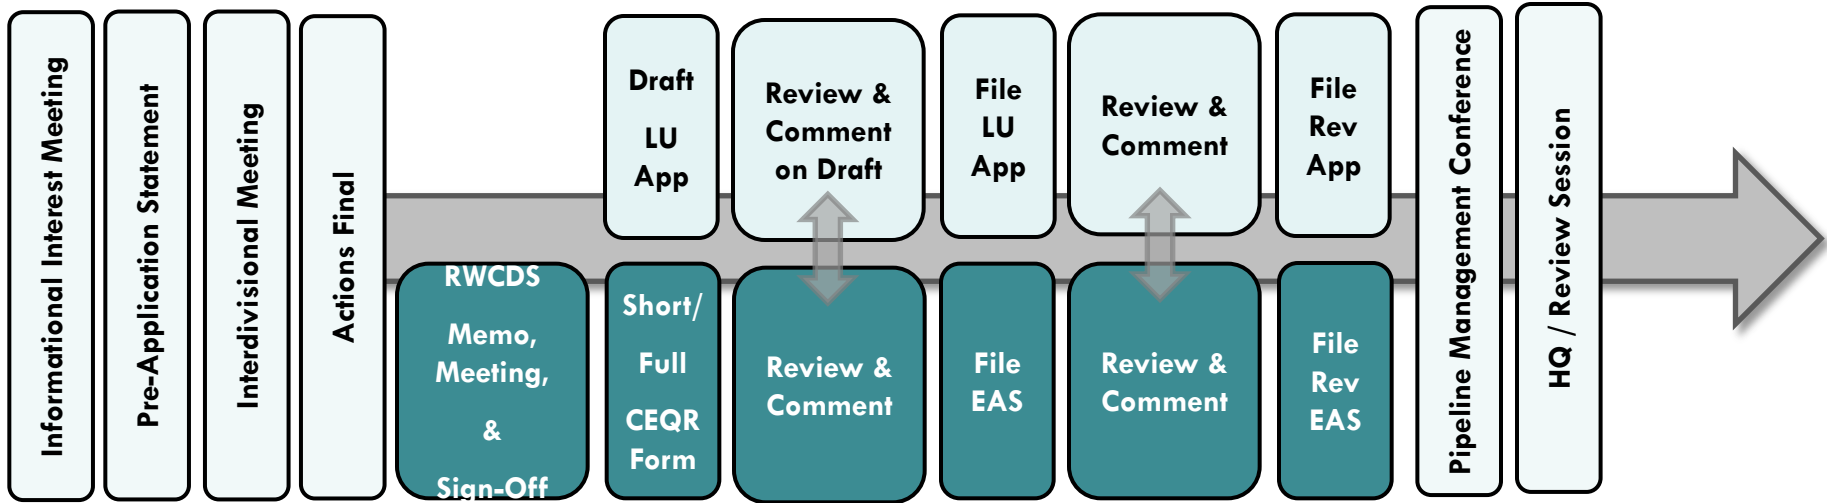 Informational Interest Meeting
Pre-Application Statement
Interdivisional Meeting
Actions Final
RWCDS
Memo,
Meeting,
&
Sign-Off
Draft
LU
App
Short/
Full
CEQR
Form
Review &
Comment
on Draft
Review &
Comment
File
LU
App
File
EAS
Review &
Comment
Review &
Comment
File
Rev
App
File
Rev
EAS
Pipeline Management Conference
HQ / Review Session